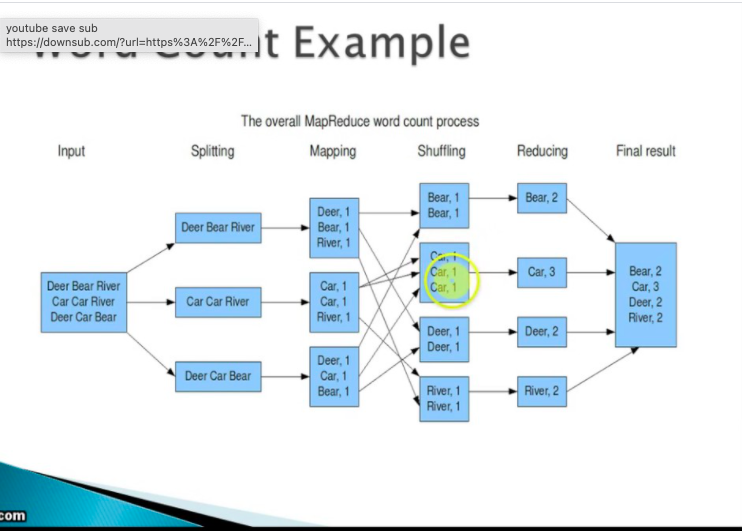 youtube save sub
https://downsub.com/?url=https%3A%2F%2F...
Word Count Example
The overall MapReduce word count process
Input Splitting Mapping Shuffling Reducing Final result
Deer Bear River
Car Car River
Deer Car Bear
Deer Bear River
Car Car River
Deer Car Bear
Deer, 1
Bear, 1
River, 1
Car, 1
Car, 1
River, 1
Deer, 1
Car, 1
Bear, 1
Bear, 1
Bear, 1
Car, 1
Car, 1
Car, 1
Deer, 1
Deer, 1
River, 1
River, 1
Bear, 2
Car, 3
Deer, 2
River, 2
Bear, 2
Car, 3
Deer, 2
River, 2
com